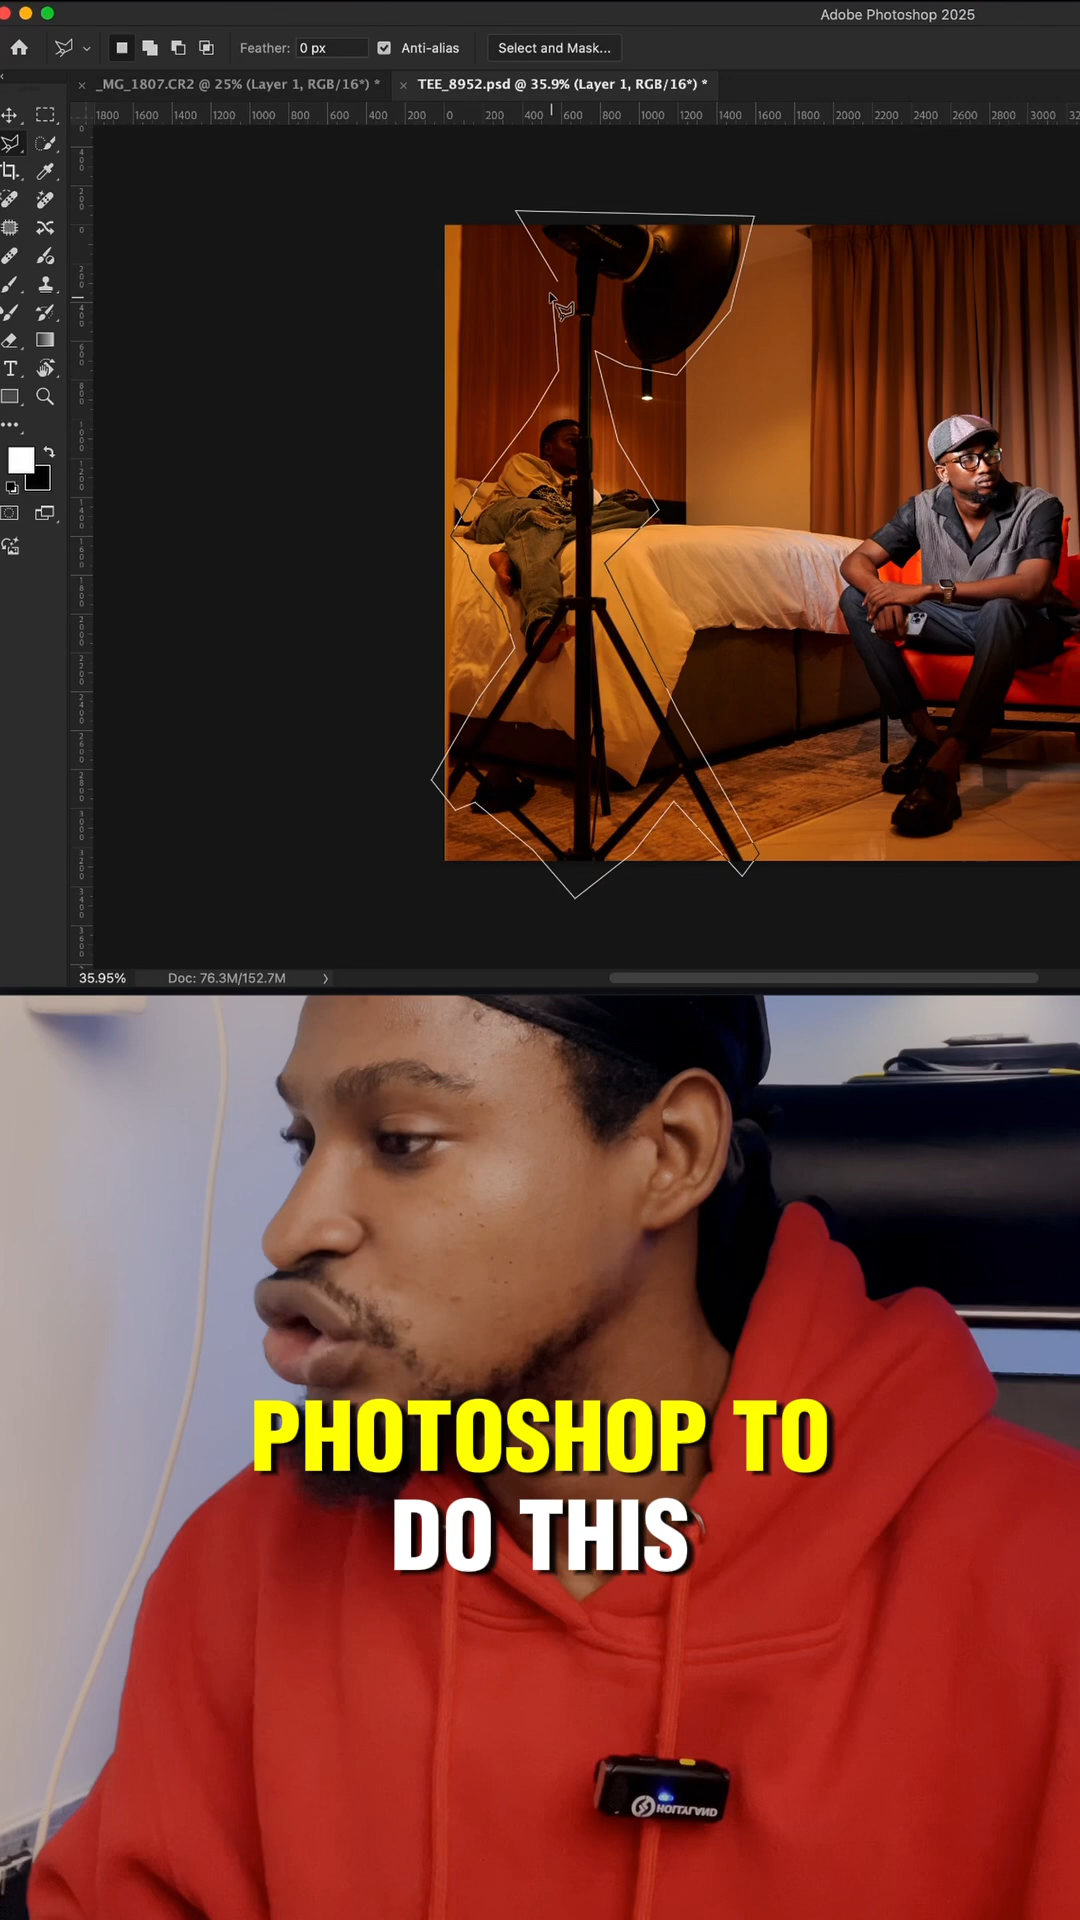 Adobe Photoshop 2025
Feather: 0 px Anti-alias Select and Mask...
× _MG_1807.CR2 @ 25% (Layer 1, RGB/16*) * × TEE_8952.psd @ 35.9% (Layer 1, RGB/16*) *
1800 1600 1400 1200 1000 800 600 400 200 0 200 400 600 800 1000 1200 1400 1600 1800 2000 2200 2400 2600 2800 3000
T
35.95% Doc: 76.3M/152.7M
PHOTOSHOP TO
DO THIS
HOLLYLAND